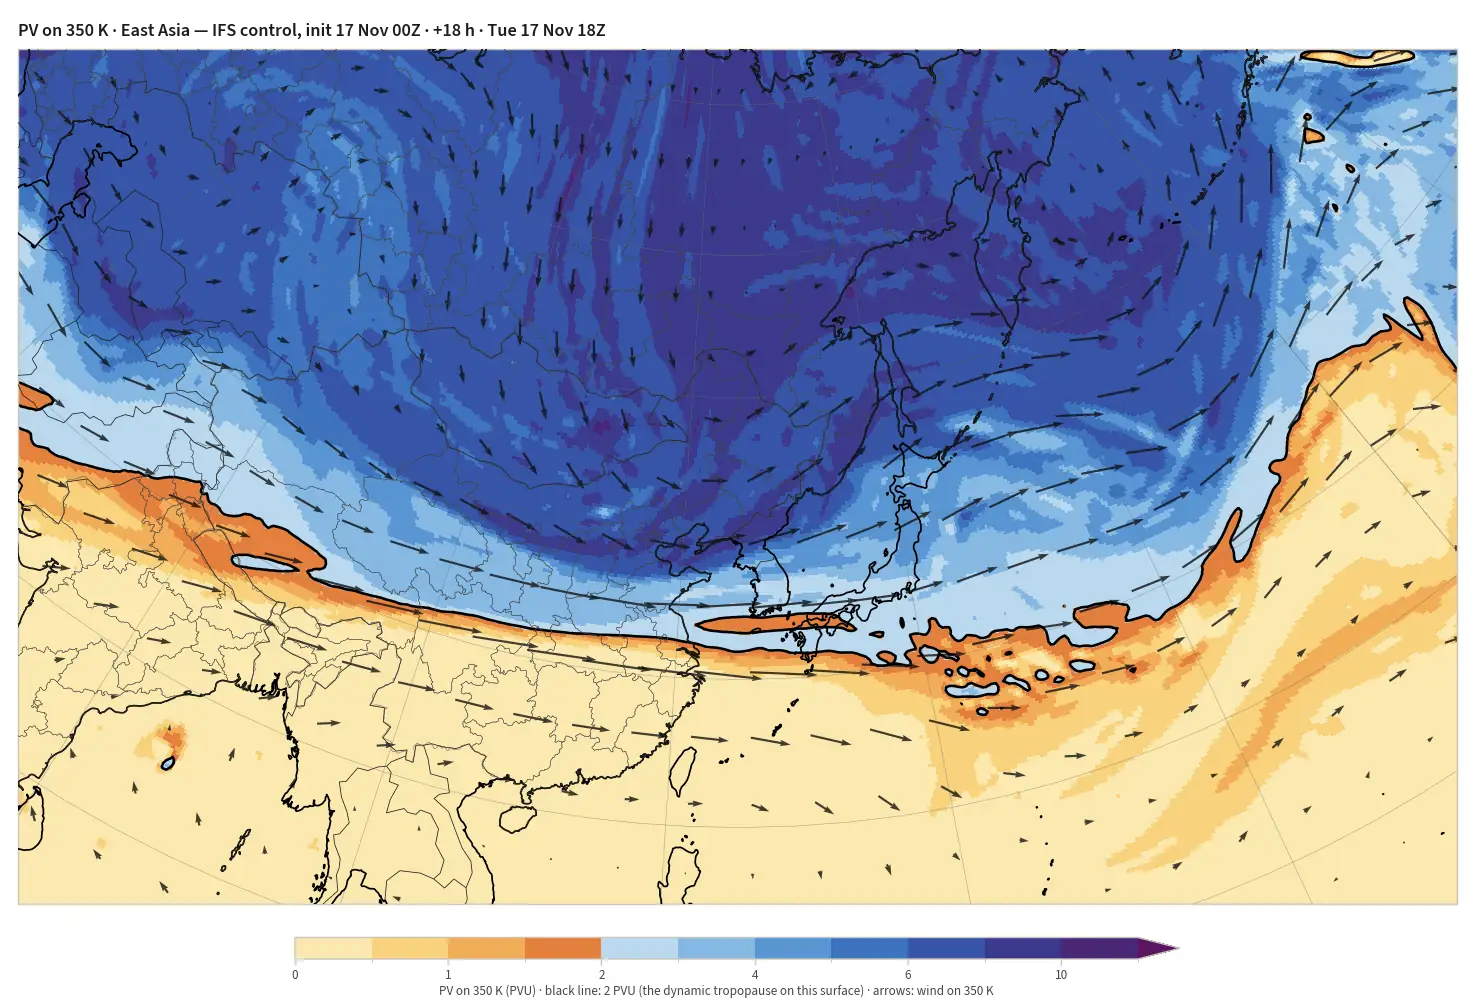 PV on 350 K · East Asia — IFS control, init 17 Nov 00Z · +18 h · Tue 17 Nov 18Z
0 1 2 4 6 10
PV on 350 K (PVU) · black line: 2 PVU (the dynamic tropopause on this surface) · arrows: wind on 350 K